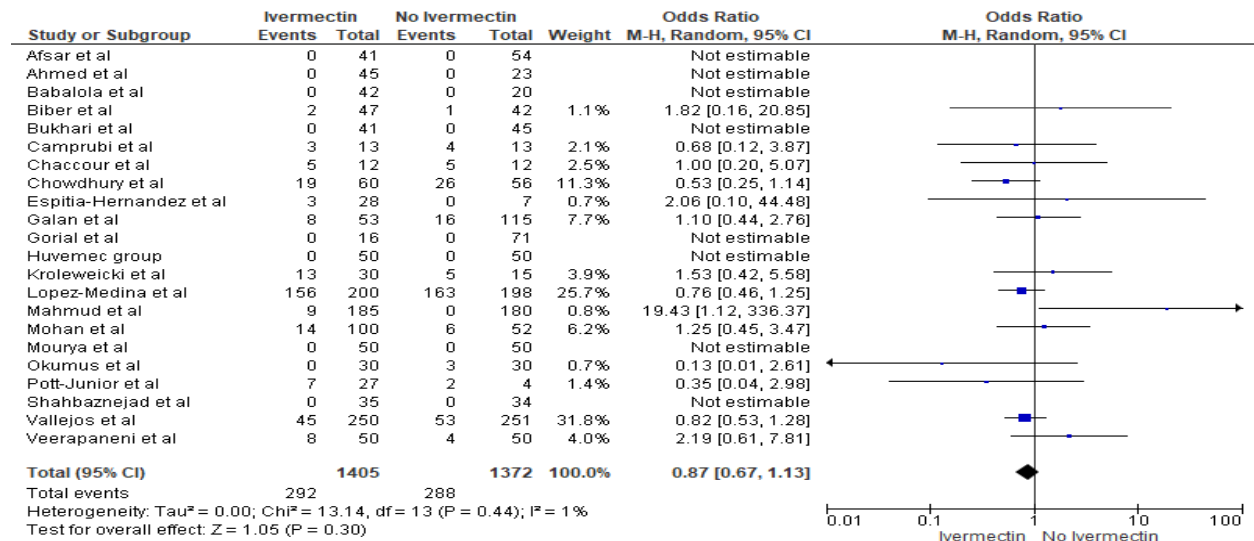 Ivermectin No Ivermectin Odds Ratio Odds Ratio
Study or Subgroup Events Total Events Total Weight M-H, Random, 95% CI M-H, Random, 95% CI
Afsar et al 0 41 0 54 Not estimable
Ahmed et al 0 45 0 23 Not estimable
Babalola et al 0 42 0 20 Not estimable
Biber et al 2 47 1 42 1.1% 1.82 [0.16, 20.85]
Bukhari et al 0 41 0 45 Not estimable
Camprubi et al 3 13 4 13 2.1% 0.68 [0.12, 3.87]
Chaccour et al 5 12 5 12 2.5% 1.00 [0.20, 5.07]
Chowdhury et al 19 60 26 56 11.3% 0.53 [0.25, 1.14]
Espitia-Hernandez et al 3 28 0 7 0.7% 2.06 [0.10, 44.48]
Galan et al 8 53 16 115 7.7% 1.10 [0.44, 2.76]
Gorial et al 0 16 0 71 Not estimable
Huvemec group 0 50 0 50 Not estimable
Kroleweicki et al 13 30 5 15 3.9% 1.53 [0.42, 5.58]
Lopez-Medina et al 156 200 163 198 25.7% 0.76 [0.46, 1.25]
Mahmud et al 9 185 0 180 0.8% 19.43 [1.12, 336.37]
Mohan et al 14 100 6 52 6.2% 1.25 [0.45, 3.47]
Mourya et al 0 50 0 50 Not estimable
Okumus et al 0 30 3 30 0.7% 0.13 [0.01, 2.61]
Pott-Junior et al 7 27 2 4 1.4% 0.35 [0.04, 2.98]
Shahbaznejad et al 0 35 0 34 Not estimable
Vallejos et al 45 250 53 251 31.8% 0.82 [0.53, 1.28]
Veerapaneni et al 8 50 4 50 4.0% 2.19 [0.61, 7.81]
Total (95% CI) 1405 1372 100.0% 0.87 [0.67, 1.13]
Total events 292 288
Heterogeneity: Tau² = 0.00; Chi² = 13.14, df = 13 (P = 0.44); I² = 1%
Test for overall effect: Z = 1.05 (P = 0.30)
0.01 0.1 1 10 100
Ivermectin No Ivermectin